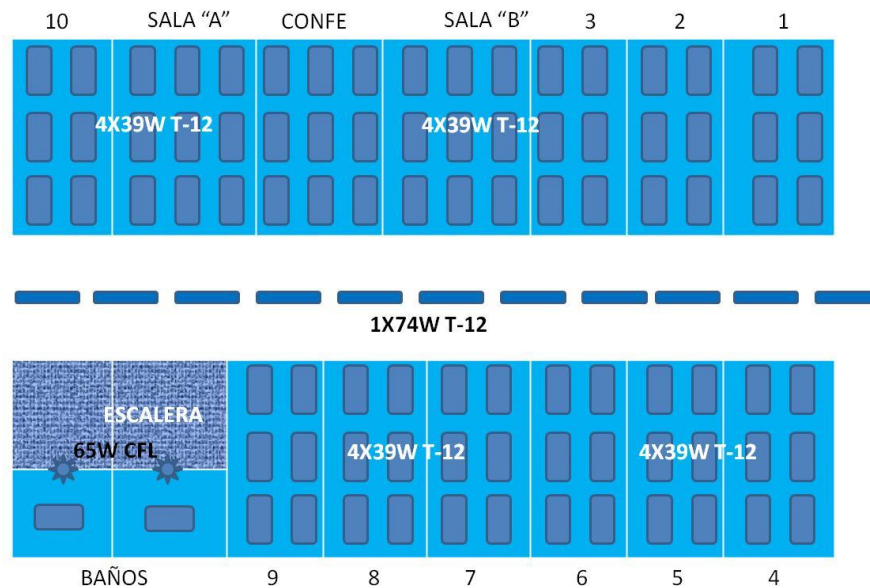 10 SALA “A” CONFE SALA “B” 3 2 1
4X39W T-12 4X39W T-12
1X74W T-12
ESCALERA
65W CFL 4X39W T-12 4X39W T-12
BAÑOS 9 8 7 6 5 4